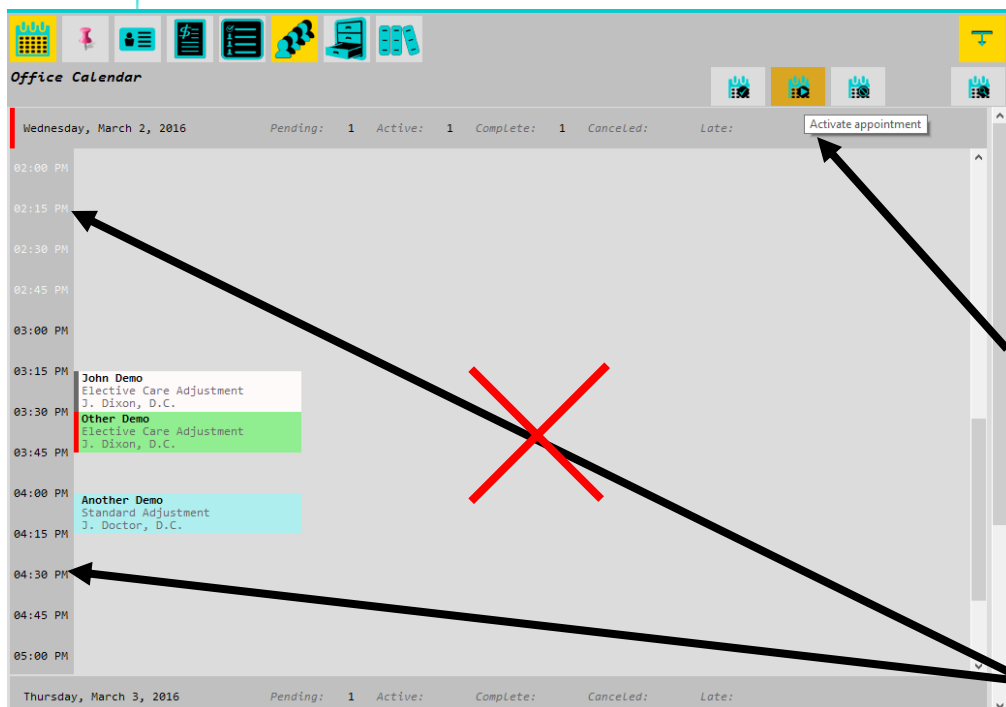 Office Calendar
Wednesday, March 2, 2016 Pending: 1 Active: 1 Complete: 1 Canceled: Late:
Activate appointment
02:00 PM
02:15 PM
02:30 PM
02:45 PM
03:00 PM
03:15 PM
John Demo
Elective Care Adjustment
J. Dixon, D.C.
03:30 PM
Other Demo
Elective Care Adjustment
J. Dixon, D.C.
03:45 PM
04:00 PM
Another Demo
Standard Adjustment
J. Doctor, D.C.
04:15 PM
04:30 PM
04:45 PM
05:00 PM
Thursday, March 3, 2016 Pending: 1 Active: Complete: Canceled: Late: